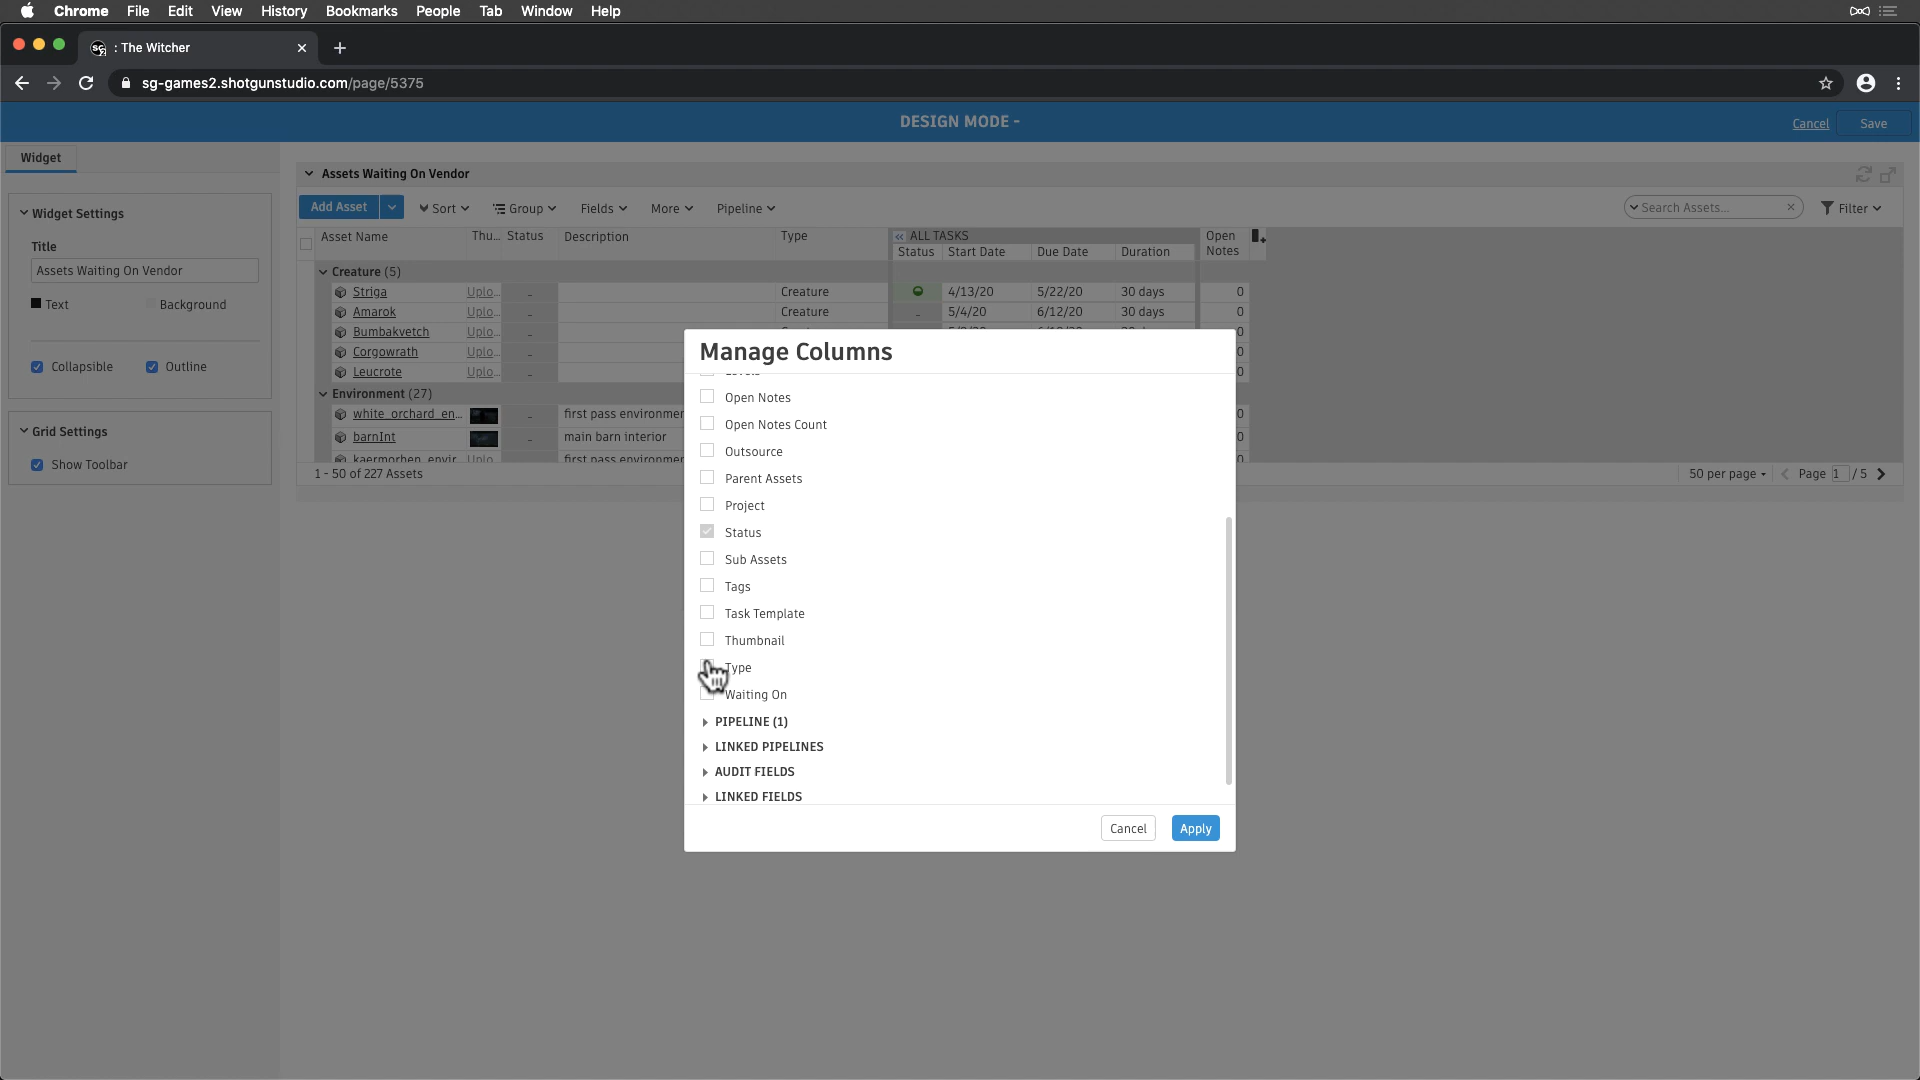 Chrome File Edit View History Bookmarks People Tab Window Help
SG : The Witcher
sg-games2.shotgunstudio.com/page/5375
DESIGN MODE -
Cancel Save
Widget
Widget Settings
Title
Assets Waiting On Vendor
Text Background
Collapsible Outline
Grid Settings
Show Toolbar
Assets Waiting On Vendor
Add Asset Sort Group Fields More Pipeline Search Assets... Filter
ALL TASKS
Asset Name Thu... Status Description Type Status Start Date Due Date Duration Open Notes
Creature (5)
Striga Uplo... - Creature 4/13/20 5/22/20 30 days 0
Amarok Uplo... - Creature - 5/4/20 6/12/20 30 days 0
Bumbakvetch Uplo... - 0
Corgowrath Uplo... - 0
Leucrote Uplo... - 0
Environment (27)
white_orchard_en... - first pass environmen 0
barnInt - main barn interior 0
kaermorhen_envir Uplo - first pass environmen 0
1 - 50 of 227 Assets 50 per page Page 1 / 5
Manage Columns
Open Notes
Open Notes Count
Outsource
Parent Assets
Project
Status
Sub Assets
Tags
Task Template
Thumbnail
Type
Waiting On
PIPELINE (1)
LINKED PIPELINES
AUDIT FIELDS
LINKED FIELDS
Cancel Apply